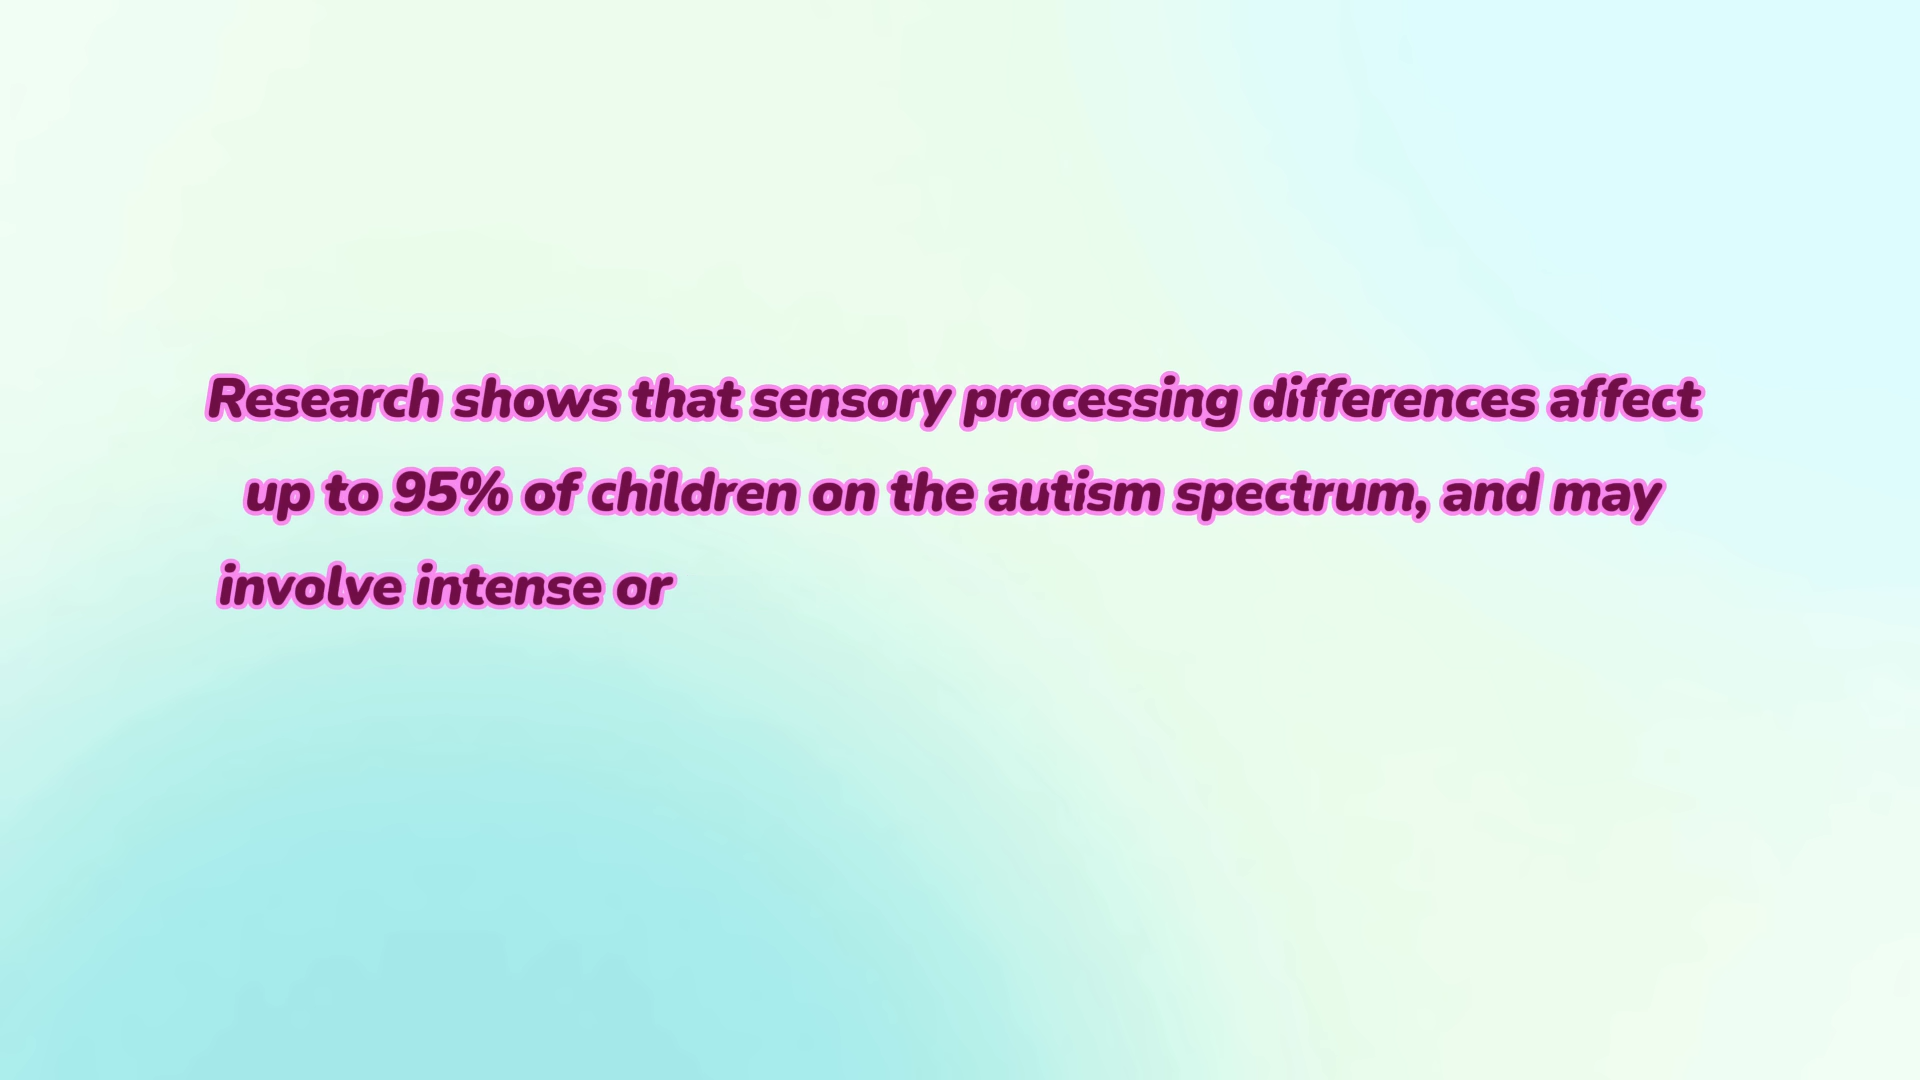 Research shows that sensory processing differences affect
up to 95% of children on the autism spectrum, and may
involve intense or